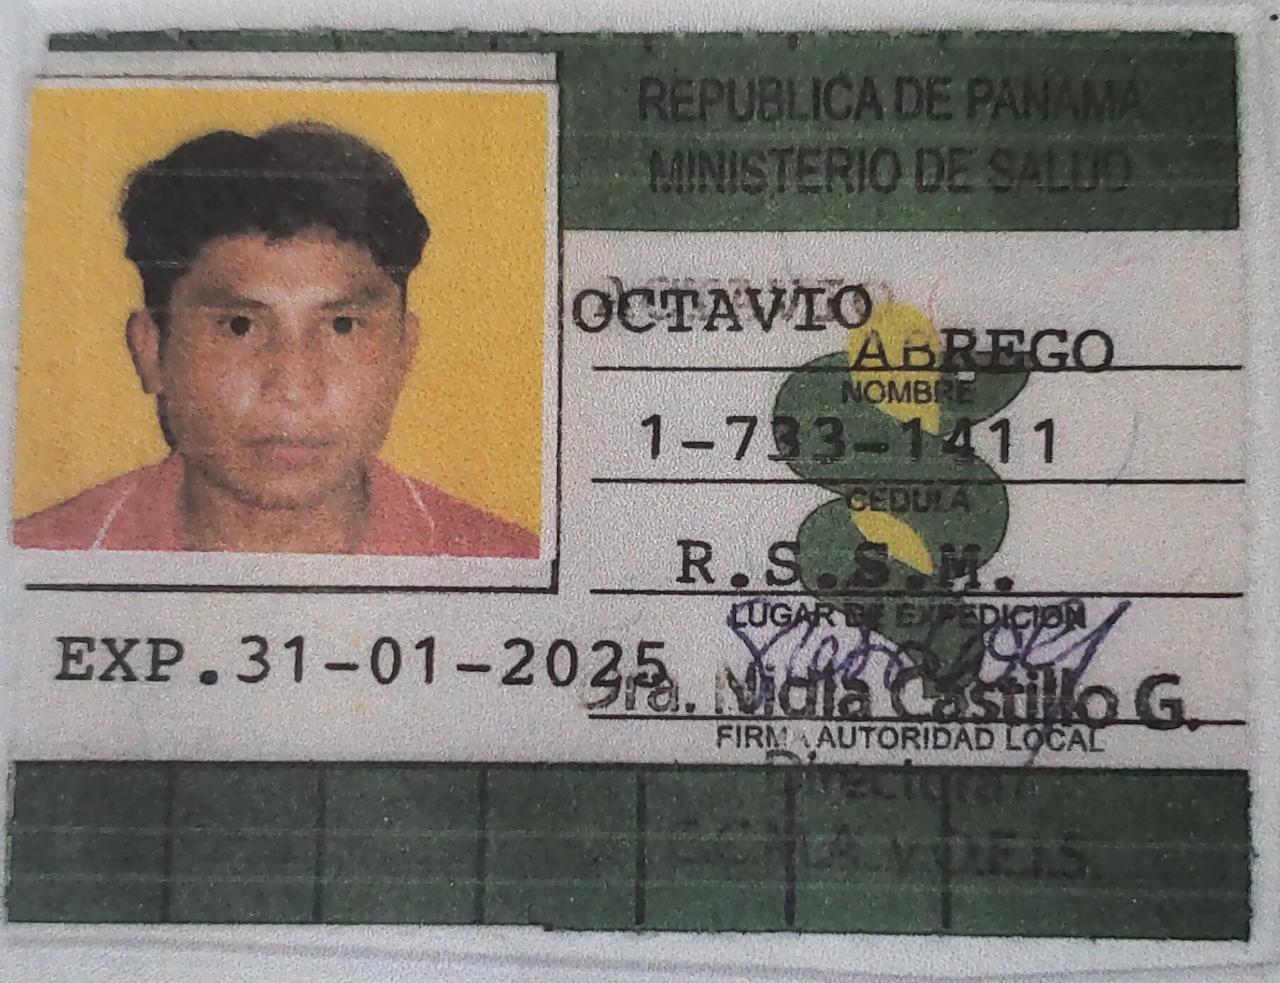 REPUBLICA DE PANAMA
MINISTERIO DE SALUD
OCTAVIO
ABREGO
NOMBRE
1-733-1411
CEDULA
R.S.S.M.
LUGAR DE EXPEDICION
EXP.31-01-2025
Dra. Nidia Castillo G.
FIRMA AUTORIDAD LOCAL
Directora